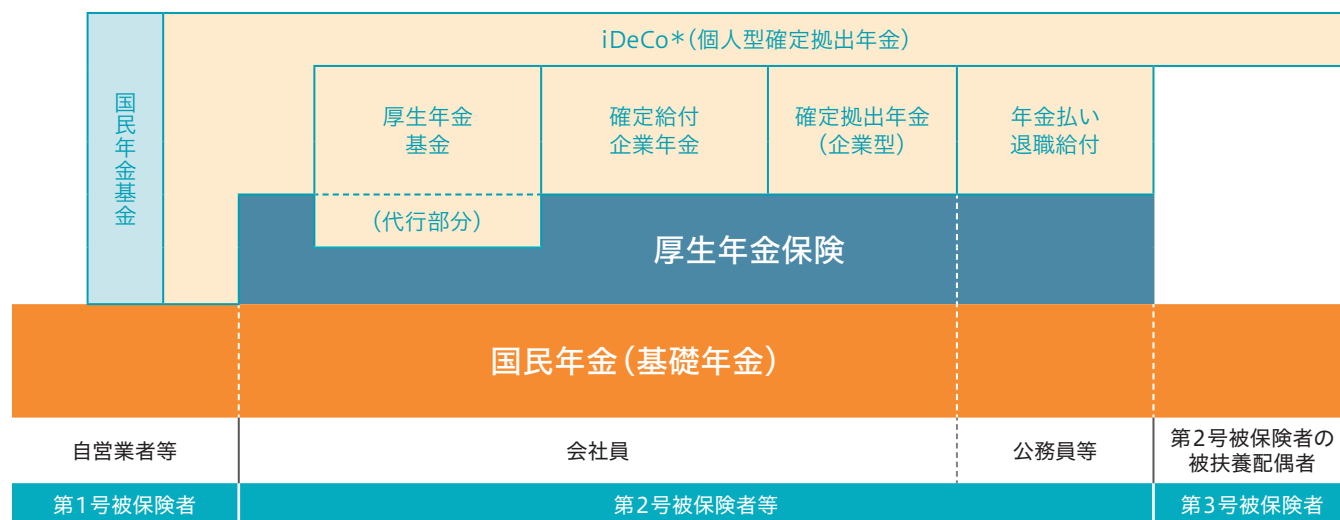 iDeCo*(個人型確定拠出年金)
国民年金基金
厚生年金
基金
確定給付
企業年金
確定拠出年金
(企業型)
年金払い
退職給付
(代行部分)
厚生年金保険
国民年金(基礎年金)
自営業者等
会社員
公務員等
第2号被保険者の
被扶養配偶者
第1号被保険者
第2号被保険者等
第3号被保険者